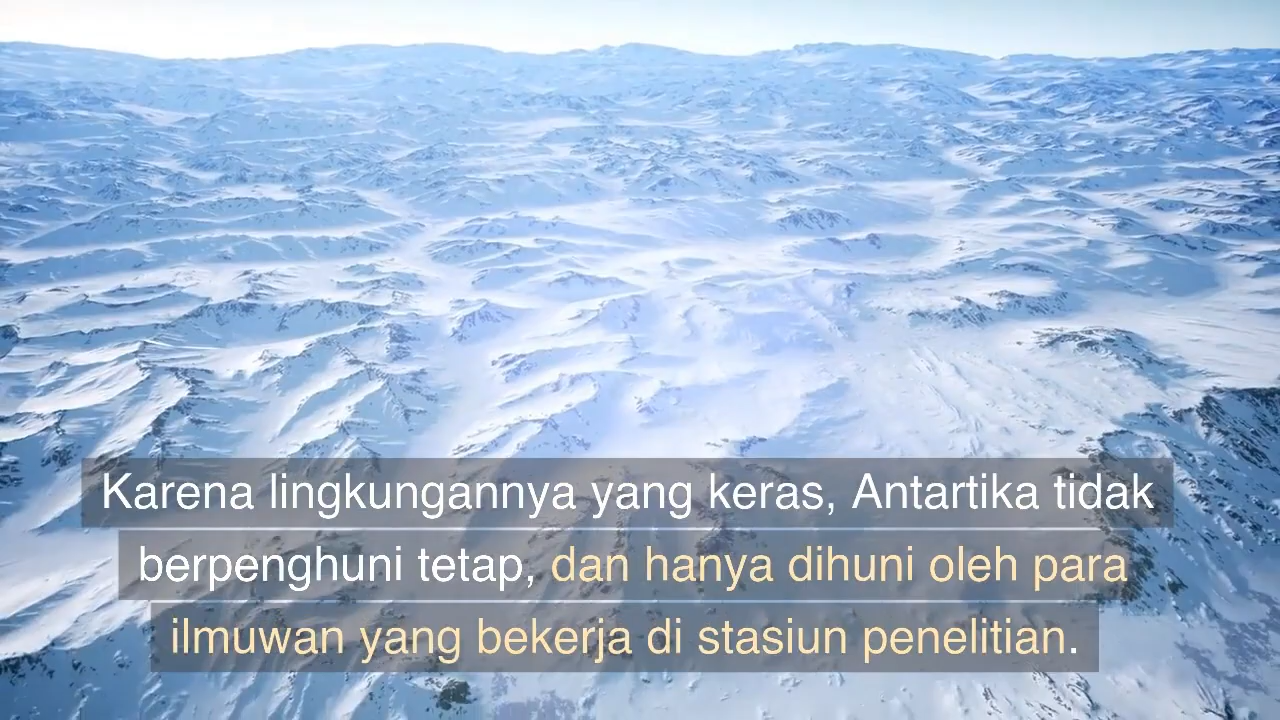 Karena lingkungannya yang keras, Antartika tidak
berpenghuni tetap, dan hanya dihuni oleh para
ilmuwan yang bekerja di stasiun penelitian.